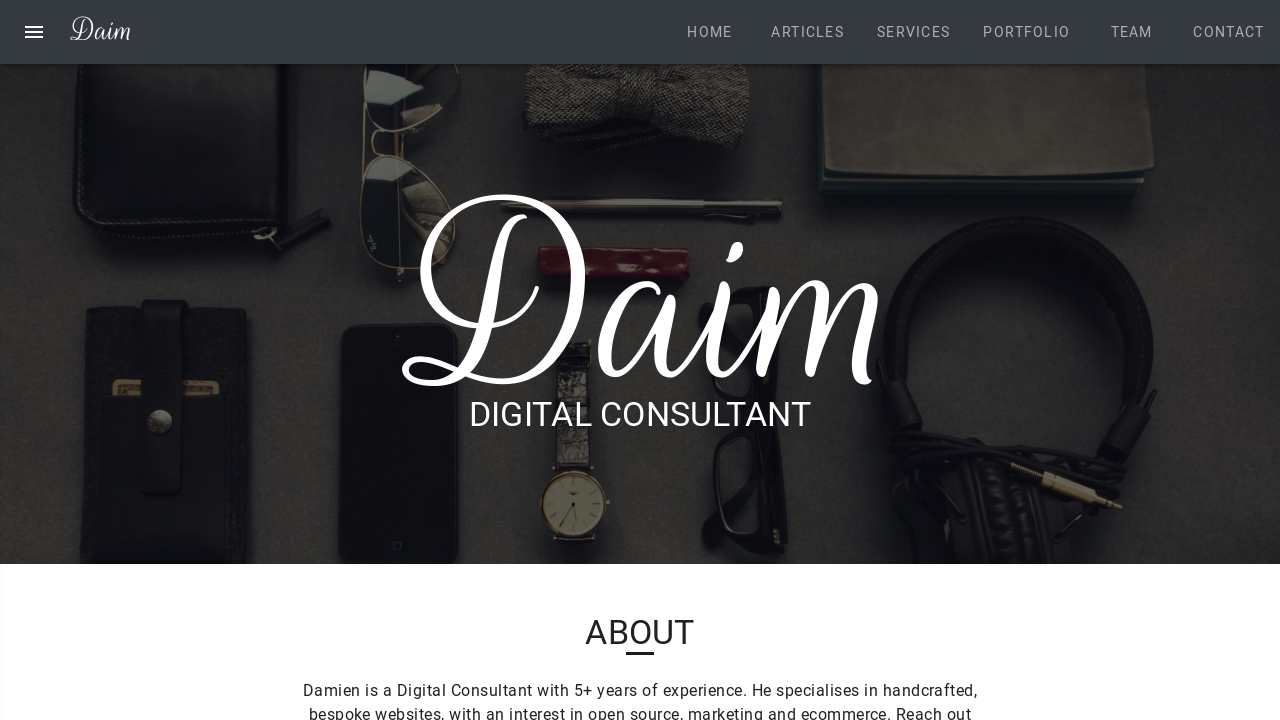 Daim
HOME ARTICLES SERVICES PORTFOLIO TEAM CONTACT
Daim
DIGITAL CONSULTANT
ABOUT
Damien is a Digital Consultant with 5+ years of experience. He specialises in handcrafted,
bespoke websites, with an interest in open source, marketing and ecommerce. Reach out